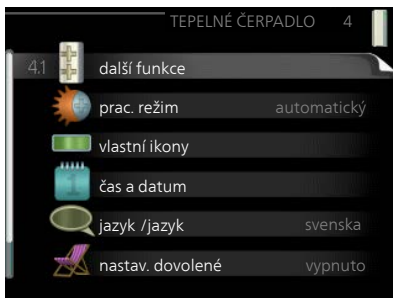 TEPELNÉ ČERPADLO 4
4.1 další funkce
prac. režim automatický
vlastní ikony
čas a datum
jazyk /jazyk svenska
nastav. dovolené vypnuto